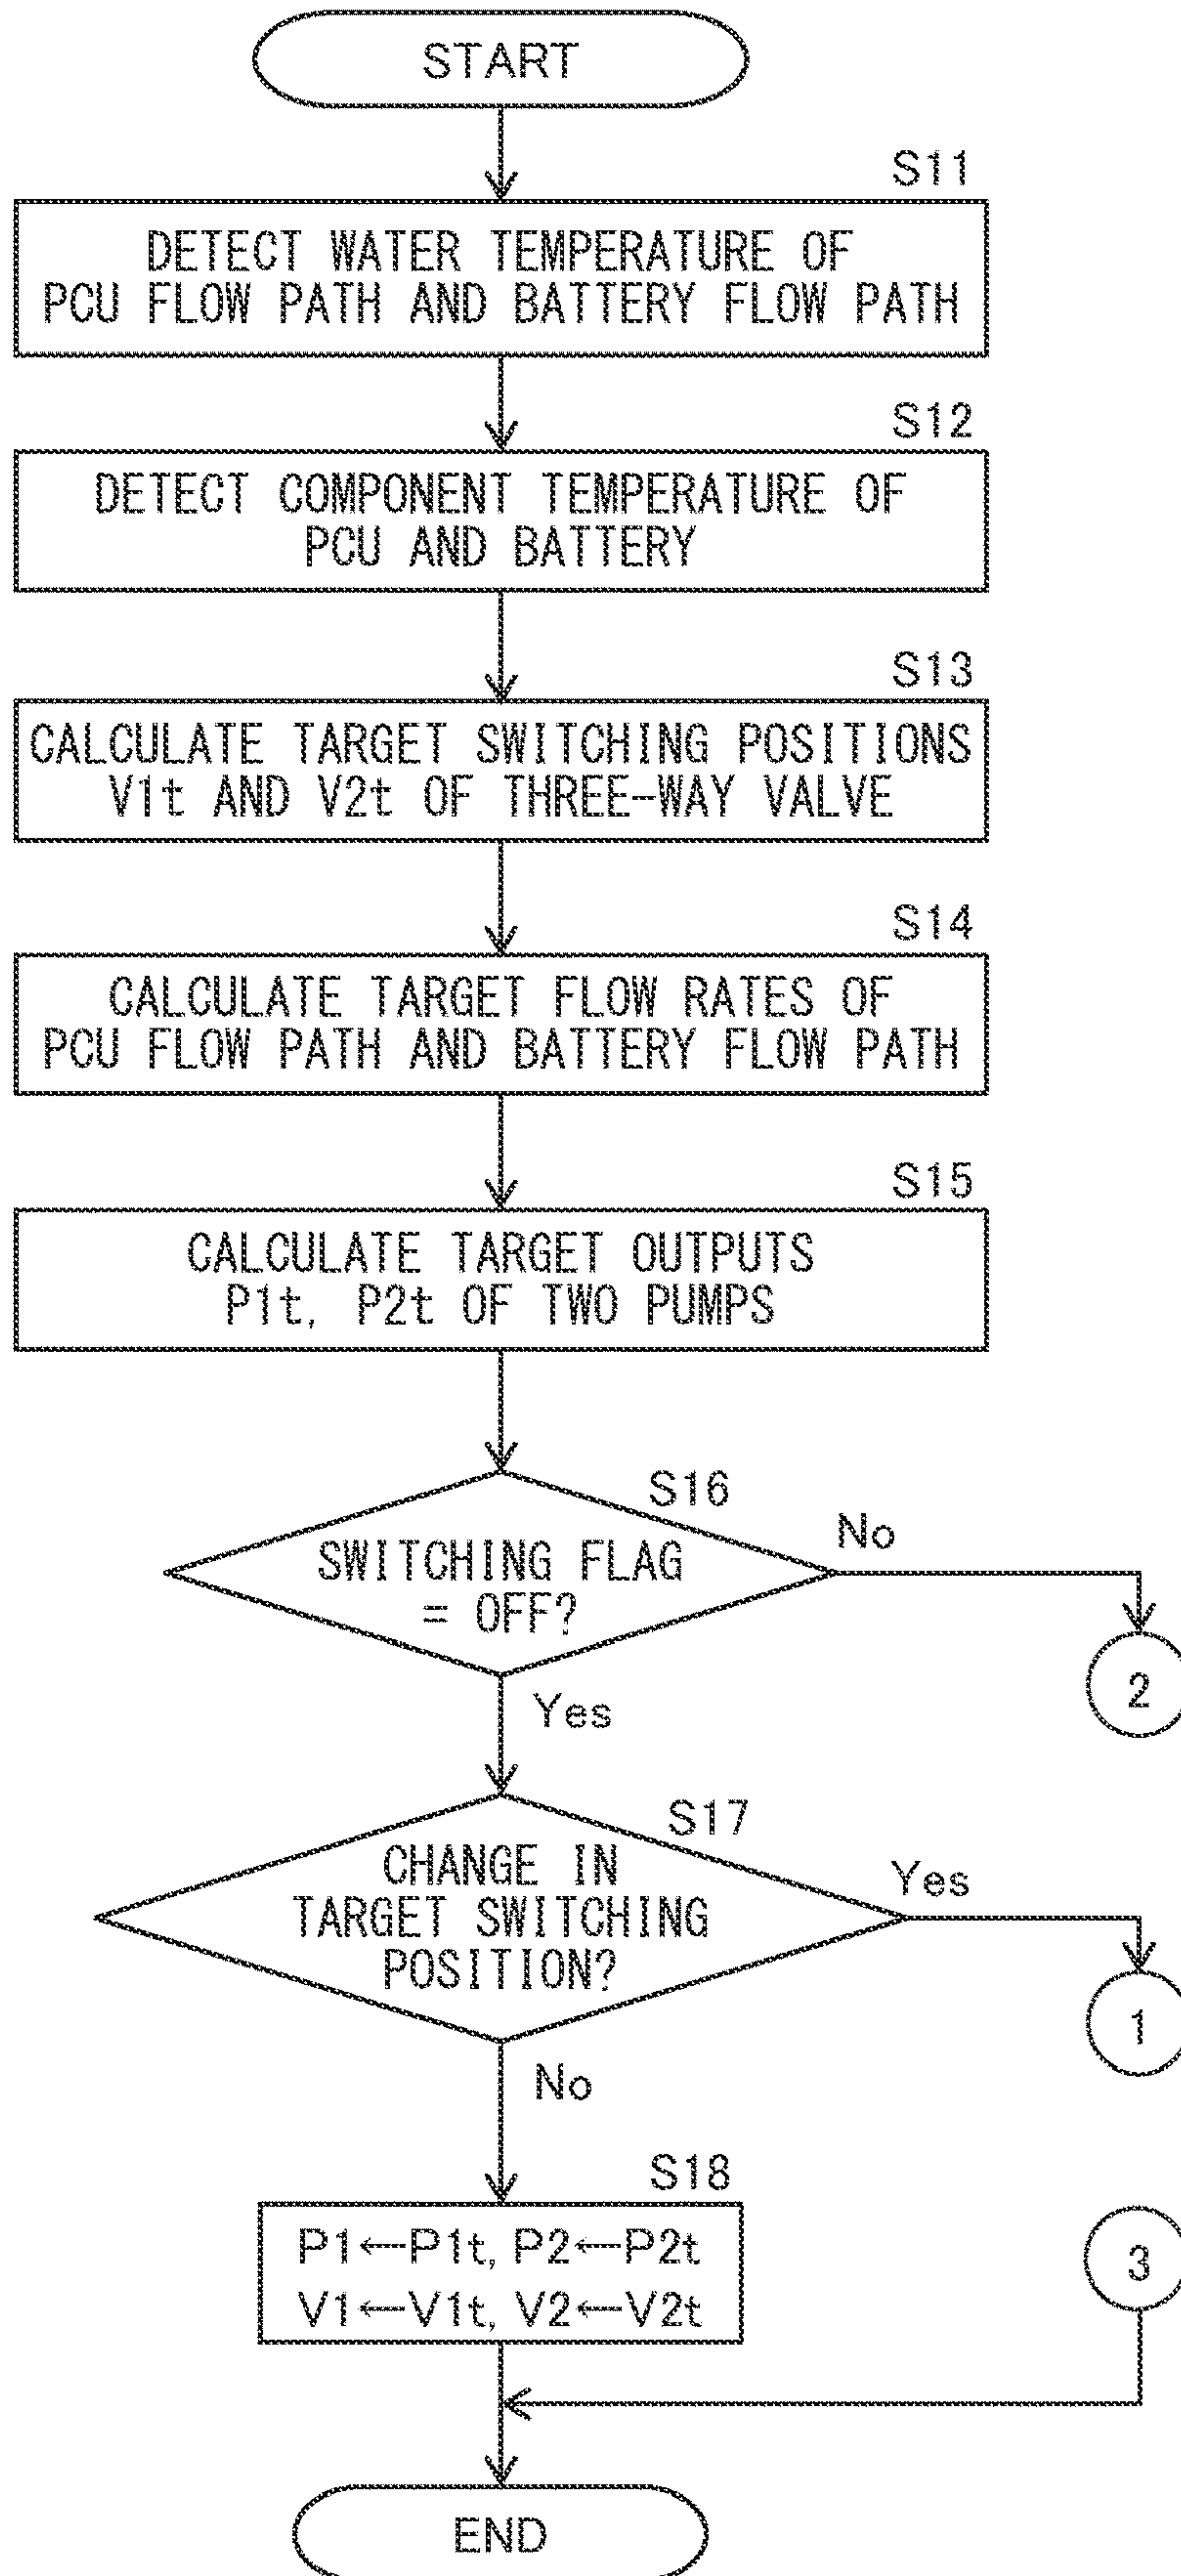 START
S11
DETECT WATER TEMPERATURE OF
PCU FLOW PATH AND BATTERY FLOW PATH
S12
DETECT COMPONENT TEMPERATURE OF
PCU AND BATTERY
S13
CALCULATE TARGET SWITCHING POSITIONS
V1t AND V2t OF THREE-WAY VALVE
S14
CALCULATE TARGET FLOW RATES OF
PCU FLOW PATH AND BATTERY FLOW PATH
S15
CALCULATE TARGET OUTPUTS
P1t, P2t OF TWO PUMPS
S16
SWITCHING FLAG
= OFF?
No
2
Yes
S17
CHANGE IN
TARGET SWITCHING
POSITION?
Yes
1
No
S18
P1←P1t, P2←P2t
V1←V1t, V2←V2t
3
END